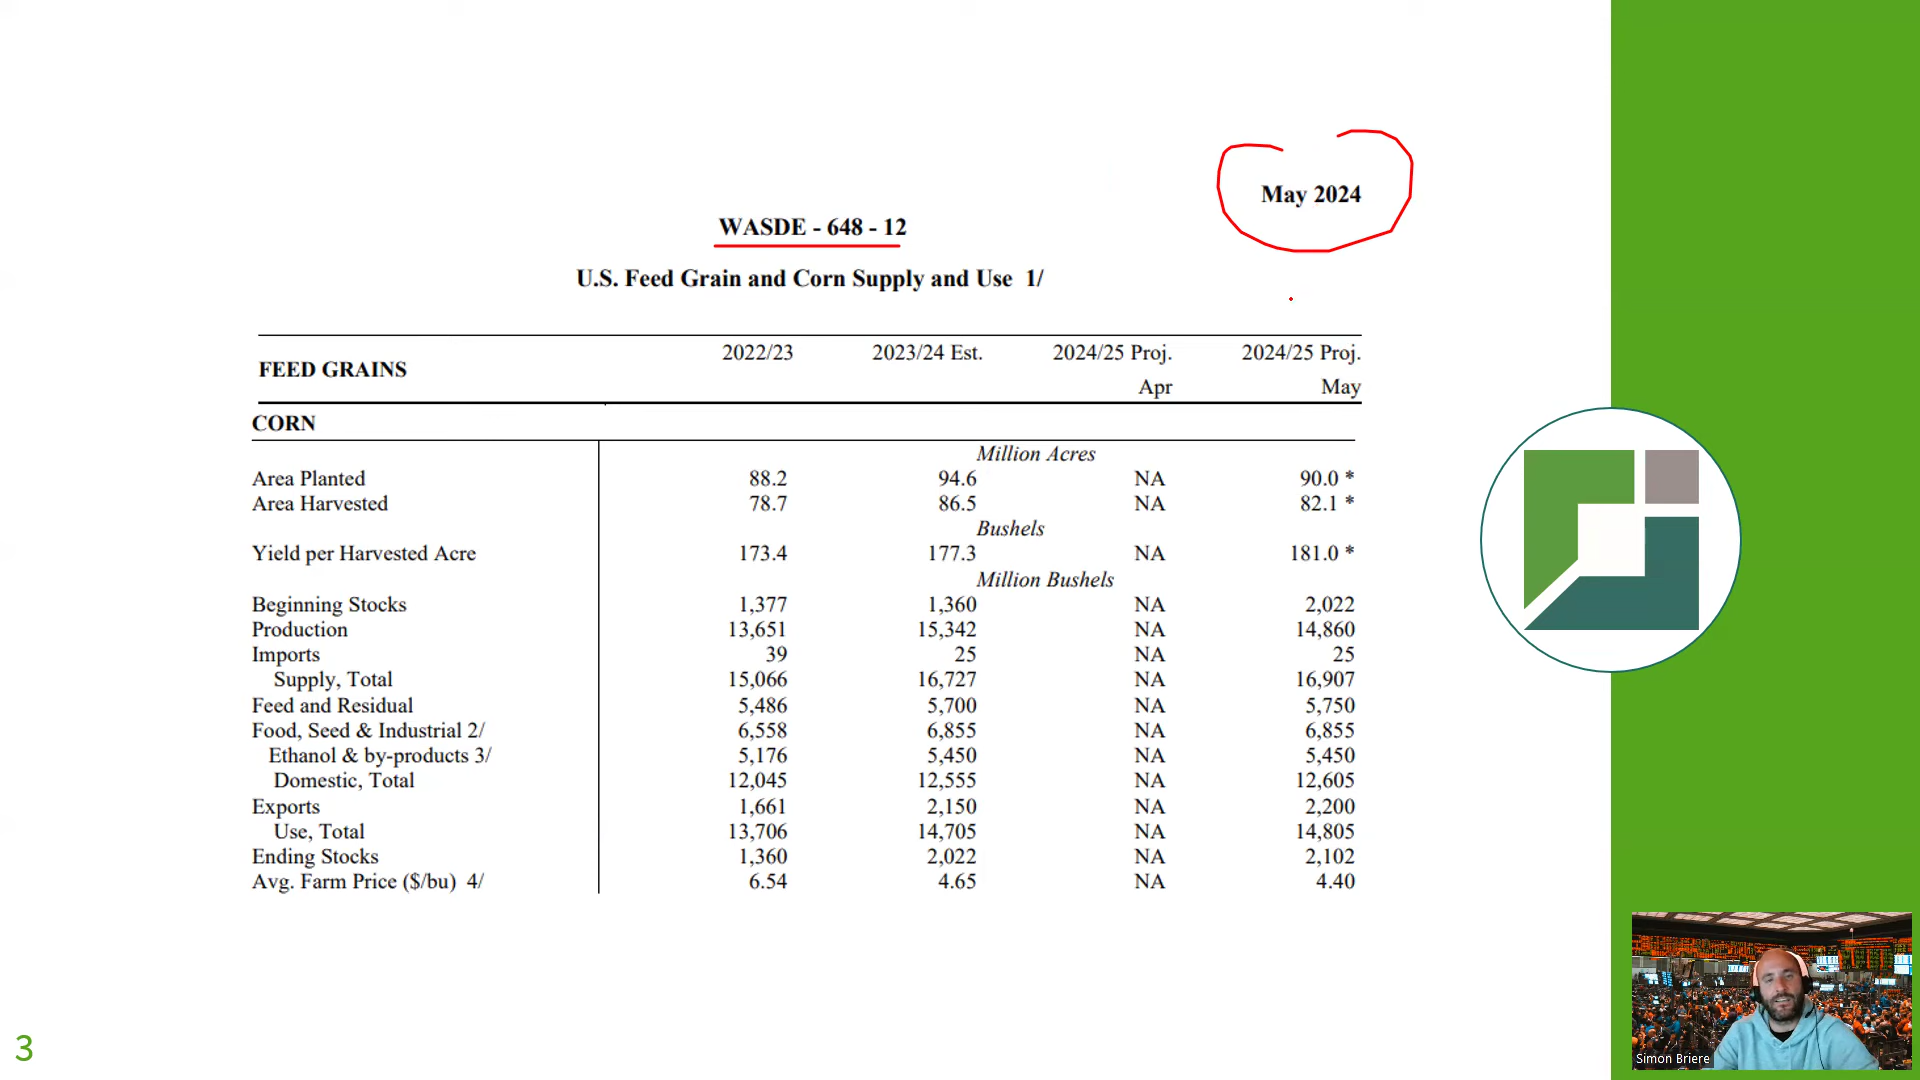 May 2024
WASDE - 648 - 12
U.S. Feed Grain and Corn Supply and Use 1/
FEED GRAINS 2022/23 2023/24 Est. 2024/25 Proj. 2024/25 Proj.
Apr May
CORN
Million Acres
Area Planted 88.2 94.6 NA 90.0 *
Area Harvested 78.7 86.5 NA 82.1 *
Bushels
Yield per Harvested Acre 173.4 177.3 NA 181.0 *
Million Bushels
Beginning Stocks 1,377 1,360 NA 2,022
Production 13,651 15,342 NA 14,860
Imports 39 25 NA 25
Supply, Total 15,066 16,727 NA 16,907
Feed and Residual 5,486 5,700 NA 5,750
Food, Seed & Industrial 2/ 6,558 6,855 NA 6,855
Ethanol & by-products 3/ 5,176 5,450 NA 5,450
Domestic, Total 12,045 12,555 NA 12,605
Exports 1,661 2,150 NA 2,200
Use, Total 13,706 14,705 NA 14,805
Ending Stocks 1,360 2,022 NA 2,102
Avg. Farm Price ($/bu) 4/ 6.54 4.65 NA 4.40
3
Simon Briere